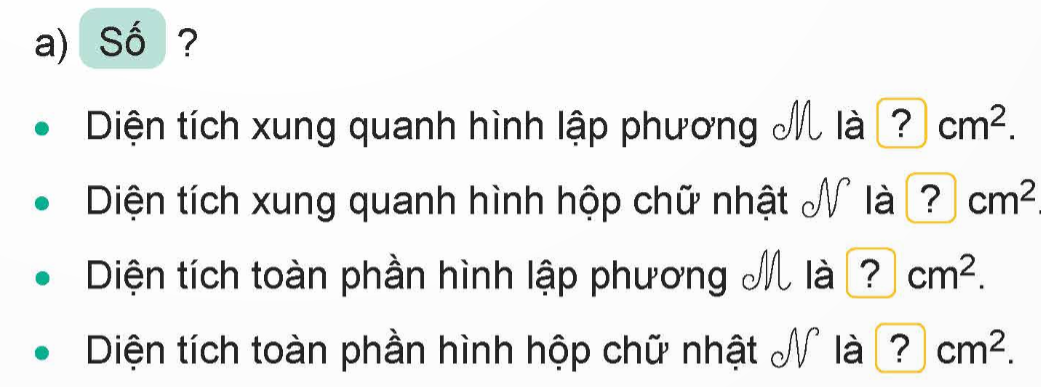 a) Số ?
• Diện tích xung quanh hình lập phương M là ? cm².
• Diện tích xung quanh hình hộp chữ nhật N là ? cm².
• Diện tích toàn phần hình lập phương M là ? cm².
• Diện tích toàn phần hình hộp chữ nhật N là ? cm².